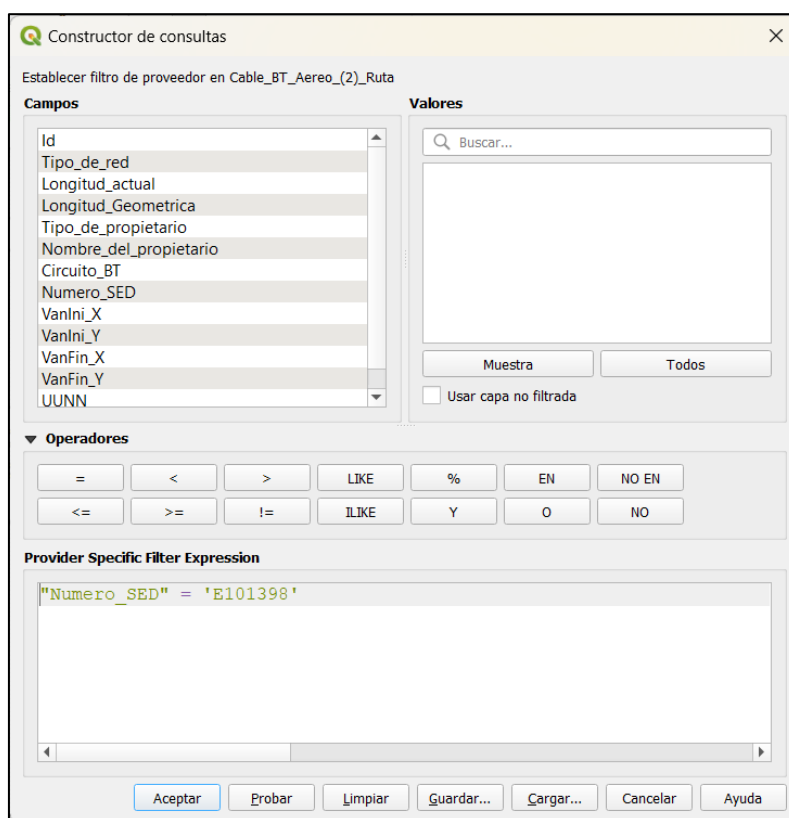 Constructor de consultas
Establecer filtro de proveedor en Cable_BT_Aereo_(2)_Ruta
Campos
Id
Tipo_de_red
Longitud_actual
Longitud_Geometrica
Tipo_de_propietario
Nombre_del_propietario
Circuito_BT
Numero_SED
VanIni_X
VanIni_Y
VanFin_X
VanFin_Y
UUNN
Valores
Buscar...
Muestra Todos
Usar capa no filtrada
Operadores
= < > LIKE % EN NO EN
<= >= != ILIKE Y O NO
Provider Specific Filter Expression
"Numero_SED" = 'E101398'
Aceptar Probar Limpiar Guardar... Cargar... Cancelar Ayuda